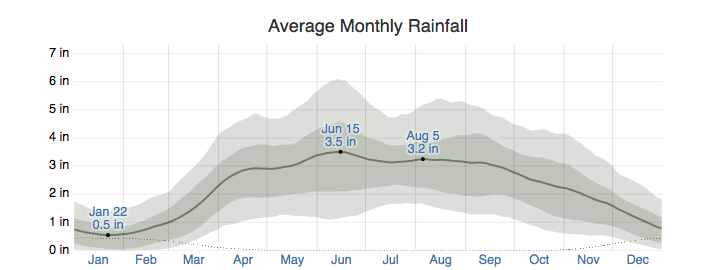 Average Monthly Rainfall
7 in
6 in
5 in
4 in
3 in
2 in
1 in
0 in
Jun 15
3.5 in
Aug 5
3.2 in
Jan 22
0.5 in
Jan Feb Mar Apr May Jun Jul Aug Sep Oct Nov Dec